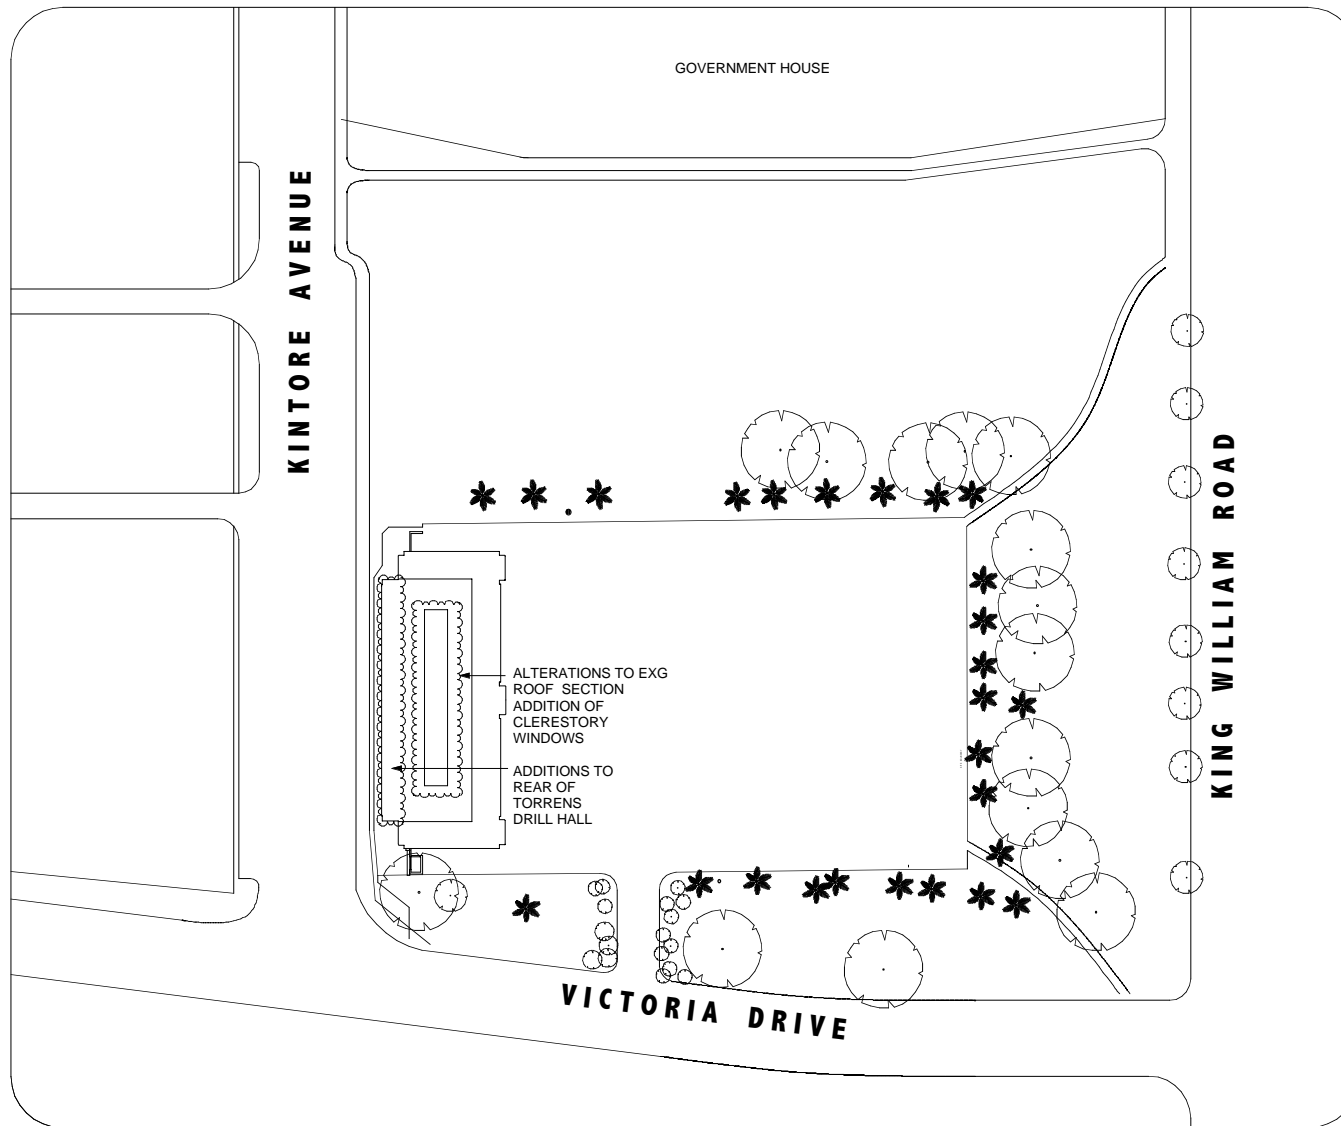 GOVERNMENT HOUSE
KINTORE AVENUE
KING WILLIAM ROAD
ALTERATIONS TO EXG
ROOF SECTION
ADDITION OF
CLERESTORY
WINDOWS
ADDITIONS TO
REAR OF
TORRENS
DRILL HALL
VICTORIA DRIVE